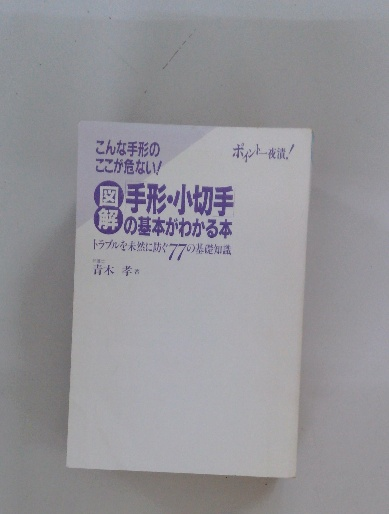 こんな手形の
ここが危ない!
ポイント一夜漬!
図解
手形・小切手
の基本がわかる本
トラブルを未然に防ぐ77の基礎知識
青木 孝 著